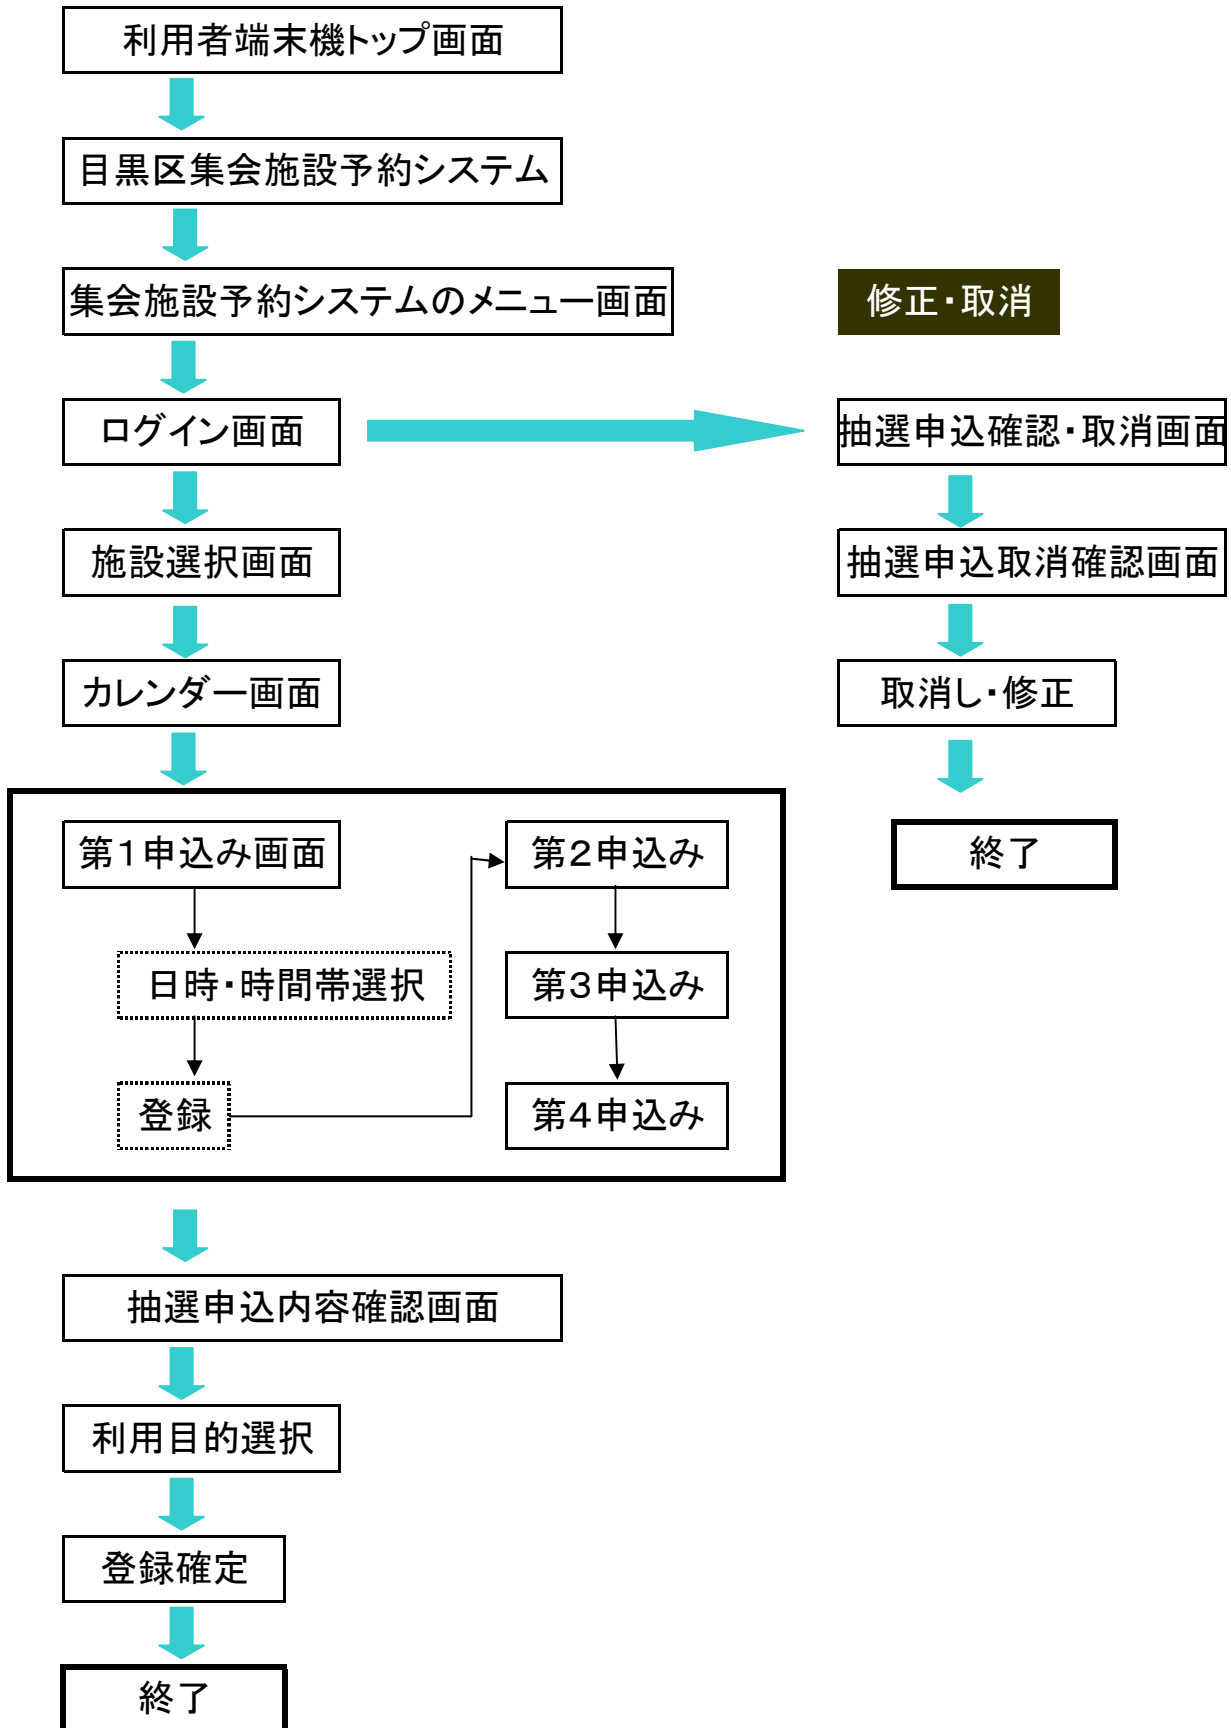 利用者端末機トップ画面
目黒区集会施設予約システム
集会施設予約システムのメニュー画面
修正・取消
ログイン画面
抽選申込確認・取消画面
施設選択画面
抽選申込取消確認画面
カレンダー画面
取消し・修正
第1申込み画面
第2申込み
終了
日時・時間帯選択
第3申込み
登録
第4申込み
抽選申込内容確認画面
利用目的選択
登録確定
終了